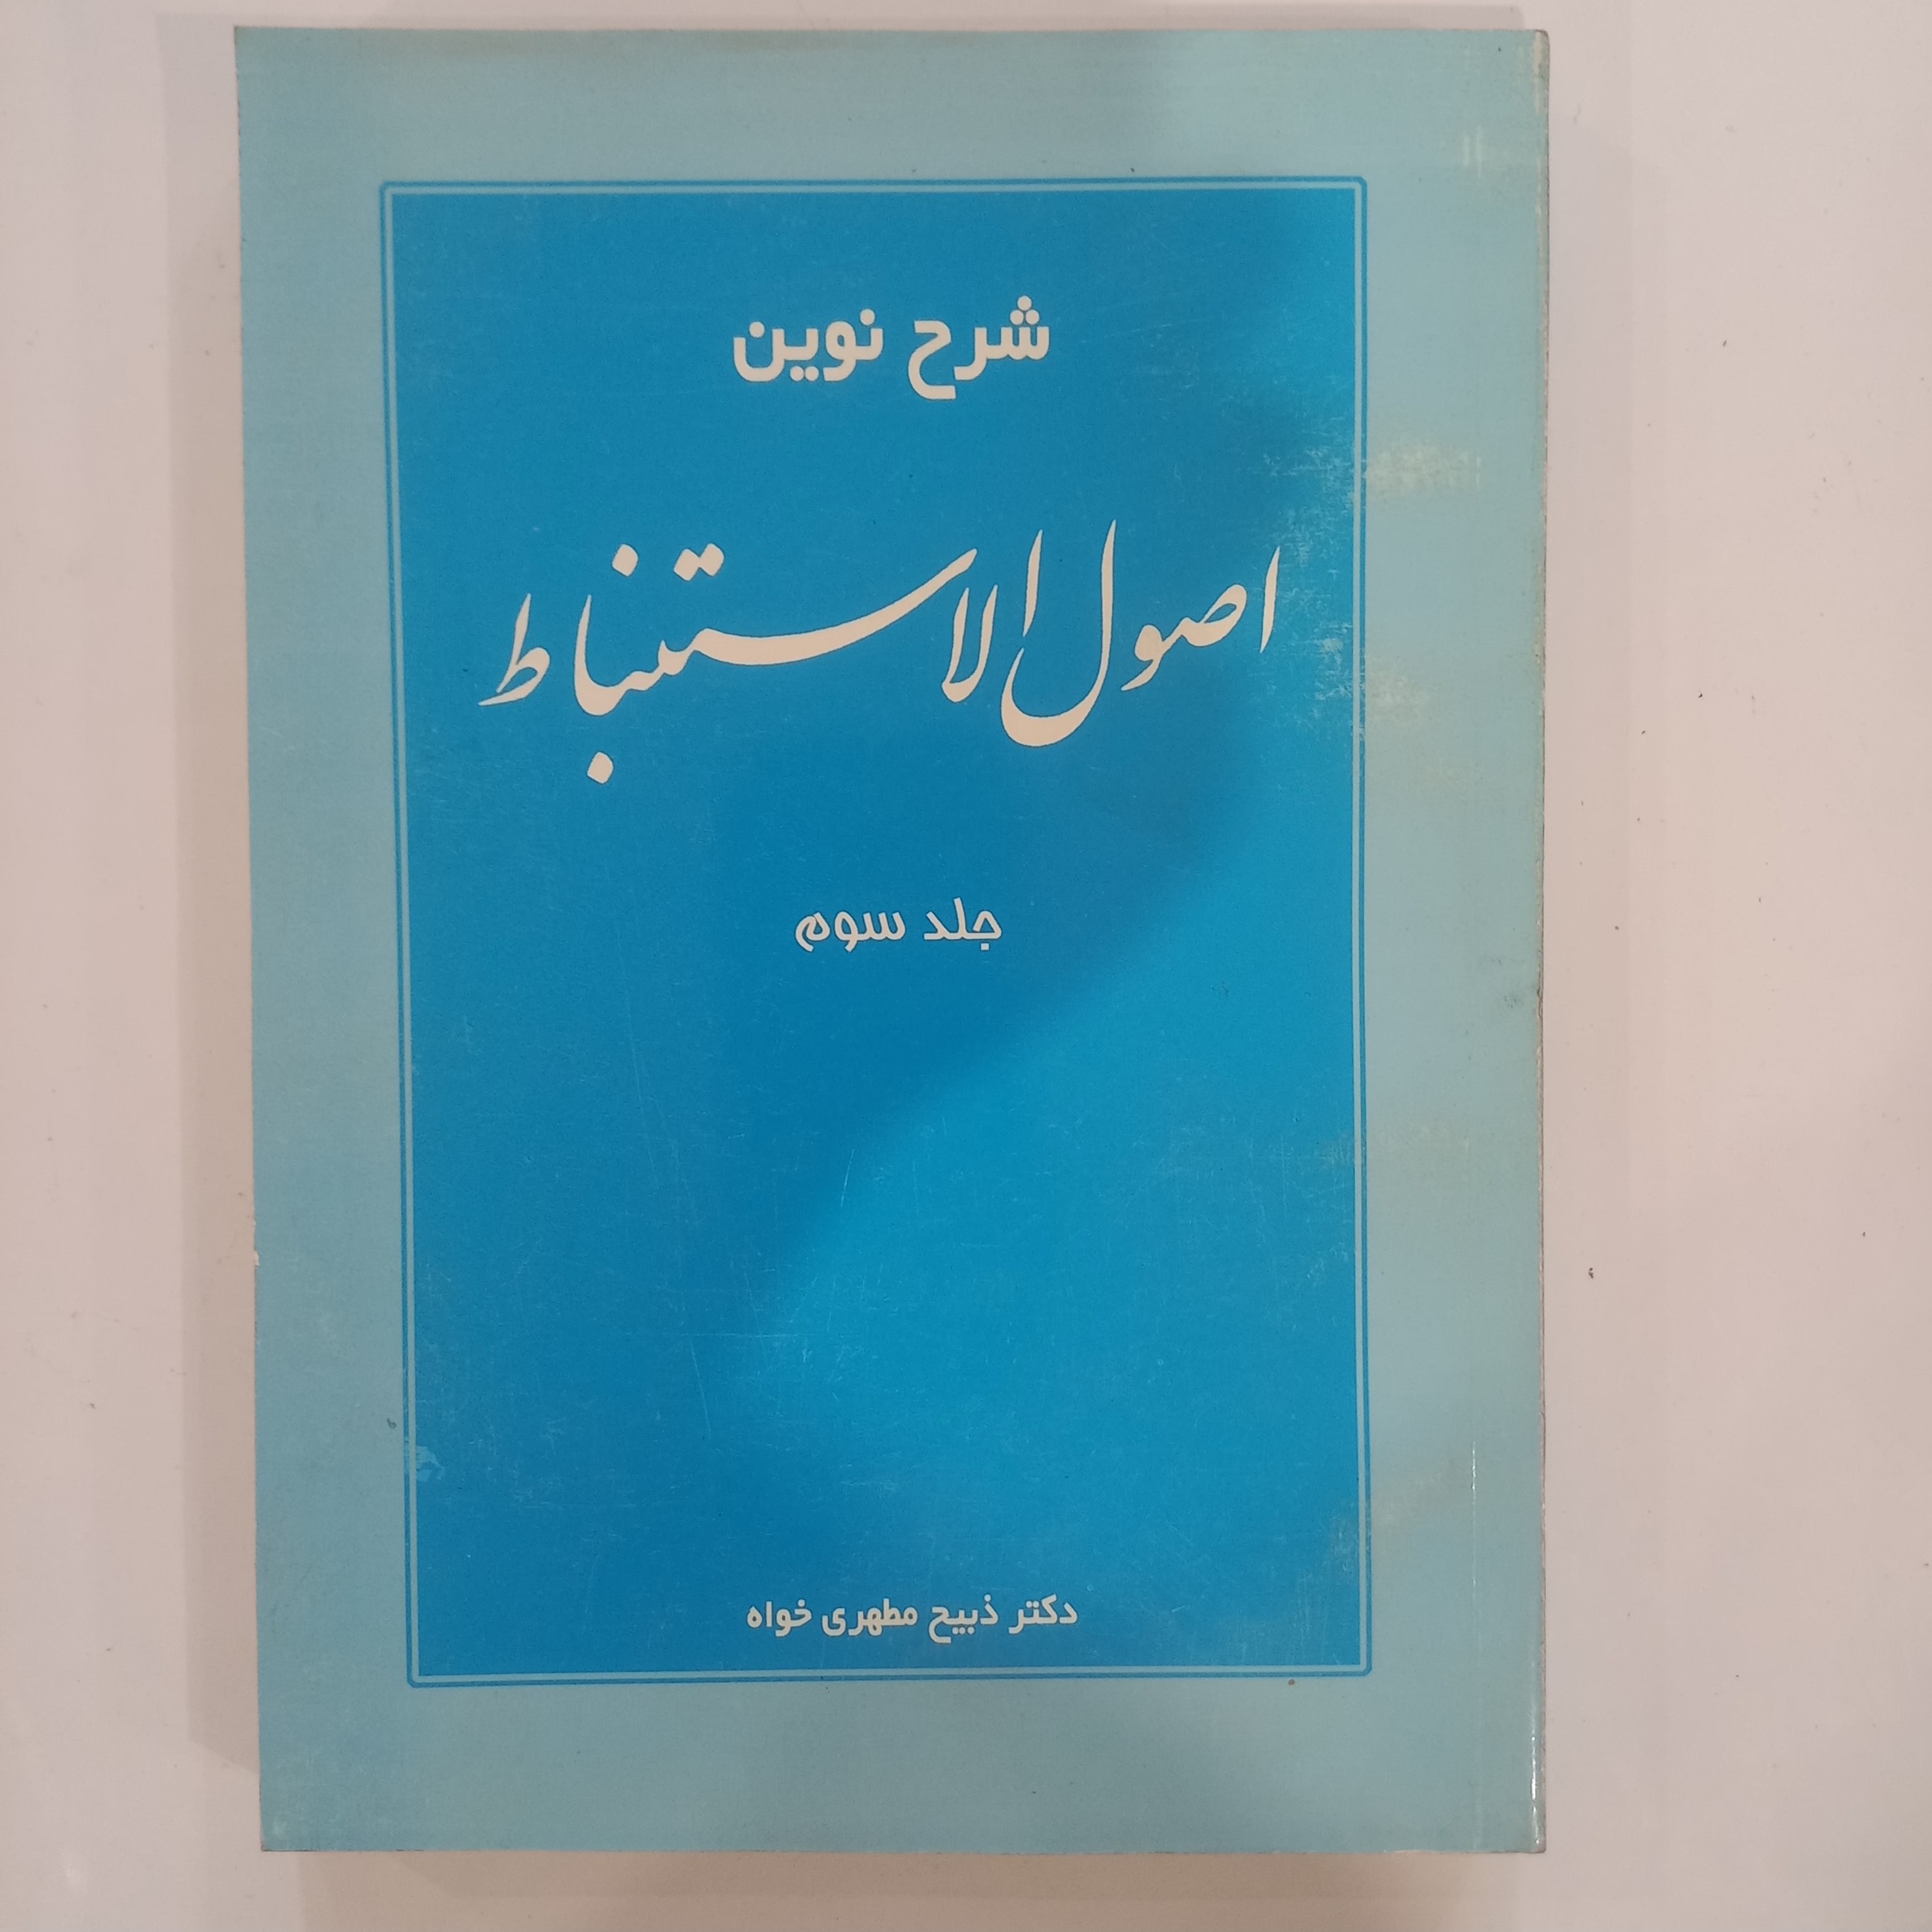 شرح نوین
اصول الاستنباط
جلد سوم
دکتر ذبیح مطهری خواه